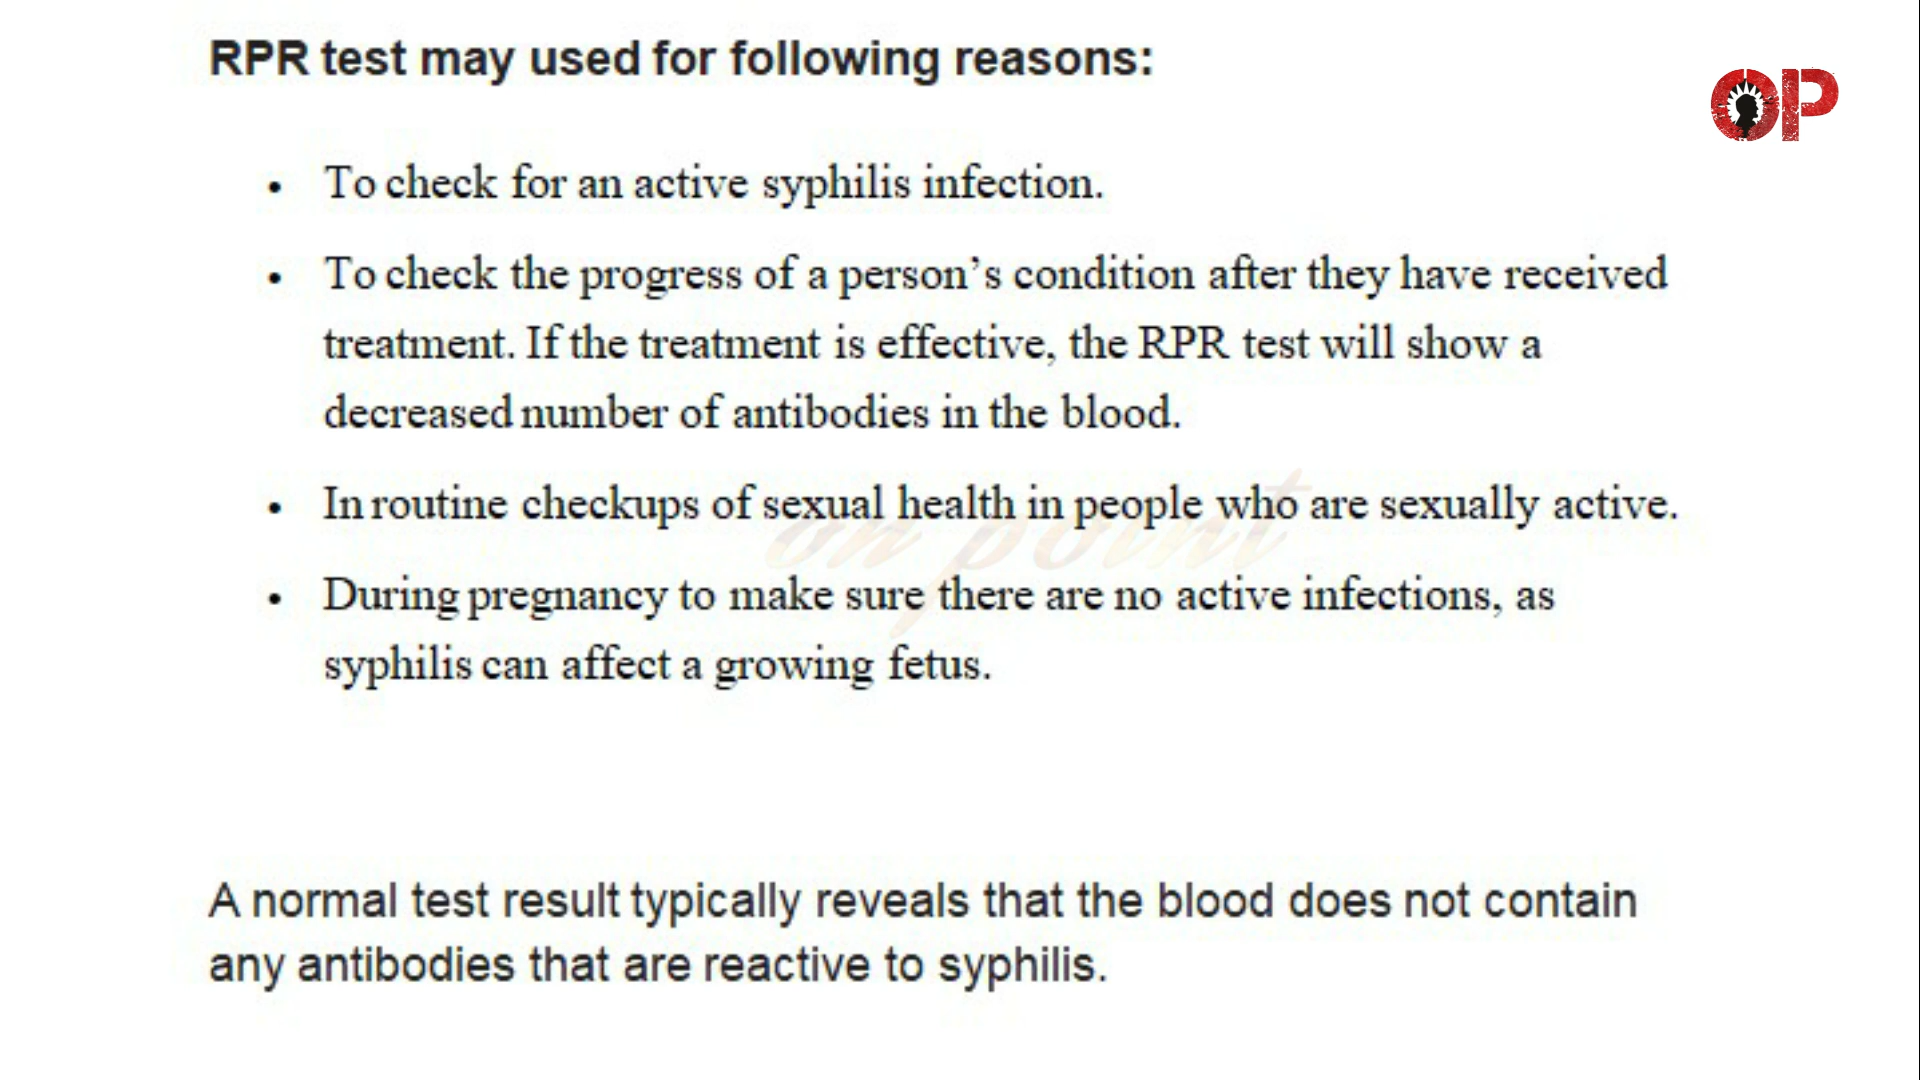 RPR test may used for following reasons:
OP
• To check for an active syphilis infection.
• To check the progress of a person’s condition after they have received
treatment. If the treatment is effective, the RPR test will show a
decreased number of antibodies in the blood.
• In routine checkups of sexual health in people who are sexually active.
on point
• During pregnancy to make sure there are no active infections, as
syphilis can affect a growing fetus.
A normal test result typically reveals that the blood does not contain
any antibodies that are reactive to syphilis.